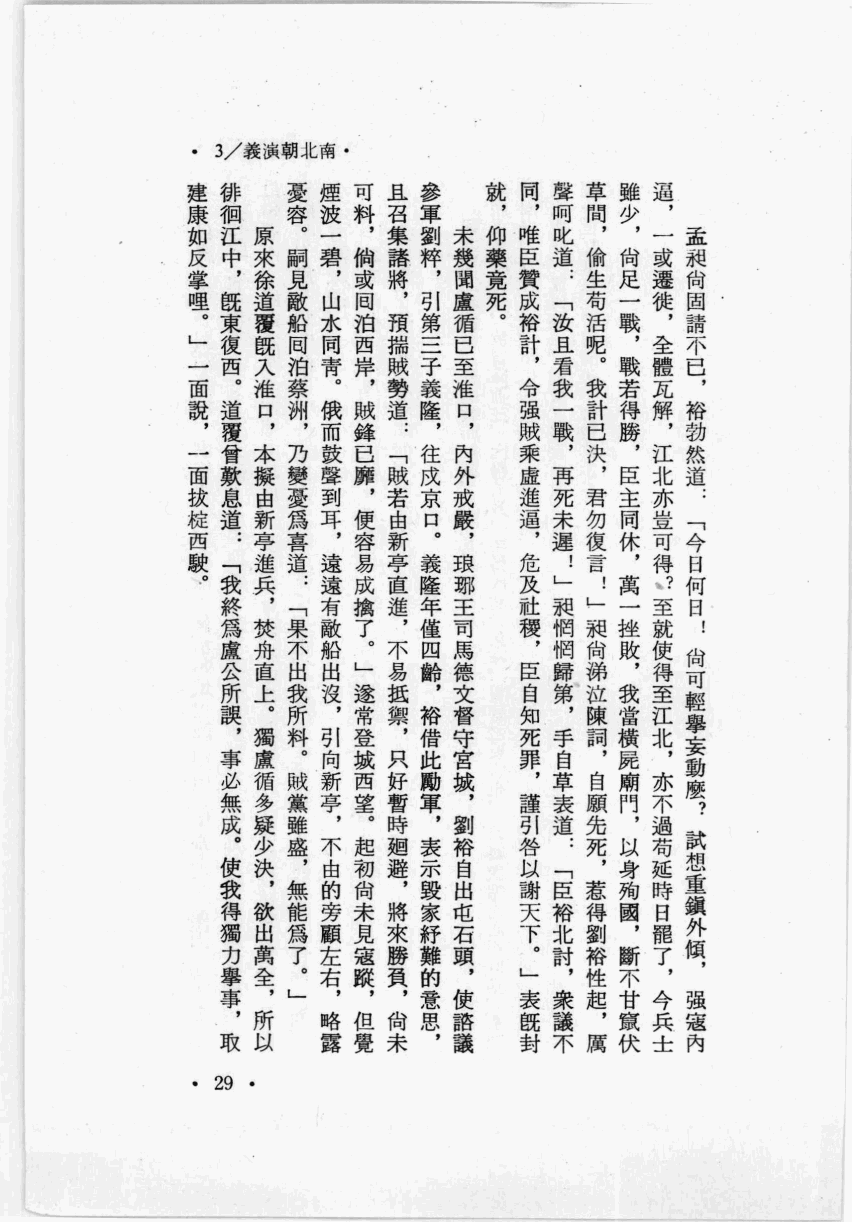 • 3／義演朝北南 •
孟昶尙固請不已，裕勃然道：「今日何日！尙可輕擧妄動麽？試想重鎭外傾，强寇內
逼，一或遷徙，全體瓦解，江北亦豈可得？至就使得至江北，亦不過苟延時日罷了，今兵士
雖少，尙足一戰，戰若得勝，臣主同休，萬一挫敗，我當橫屍廟門，以身殉國，斷不甘竄伏
草間，偷生苟活呢。我計已決，君勿復言！」昶尙涕泣陳詞，自願先死，惹得劉裕性起，厲
聲呵叱道：「汝且看我一戰，再死未遲！」昶惘惘歸第，手自草表道：「臣裕北討，衆議不
同，唯臣贊成裕計，令强賊乘虛進逼，危及社稷，臣自知死罪，謹引咎以謝天下。」表旣封
就，仰藥竟死。
未幾聞盧循已至淮口，內外戒嚴，琅琊王司馬德文督守宮城，劉裕自出屯石頭，使諮議
參軍劉粹，引第三子義隆，往戍京口。義隆年僅四齡，裕借此勵軍，表示毀家紓難的意思，
且召集諸將，預揣賊勢道：「賊若由新亭直進，不易抵禦，只好暫時廻避，將來勝負，尙未
可料，倘或囘泊西岸，賊鋒已靡，便容易成擒了。」遂常登城西望。起初尙未見寇蹤，但覺
煙波一碧，山水同靑。俄而鼓聲到耳，遠遠有敵船出沒，引向新亭，不由的旁顧左右，略露
憂容。嗣見敵船囘泊蔡洲，乃變憂爲喜道：「果不出我所料。賊黨雖盛，無能爲了。」
原來徐道覆旣入淮口，本擬由新亭進兵，焚舟直上。獨盧循多疑少決，欲出萬全，所以
徘徊江中，旣東復西。道覆曾歎息道：「我終爲盧公所誤，事必無成。使我得獨力擧事，取
建康如反掌哩。」一面說，一面拔椗西駛。
• 29 •